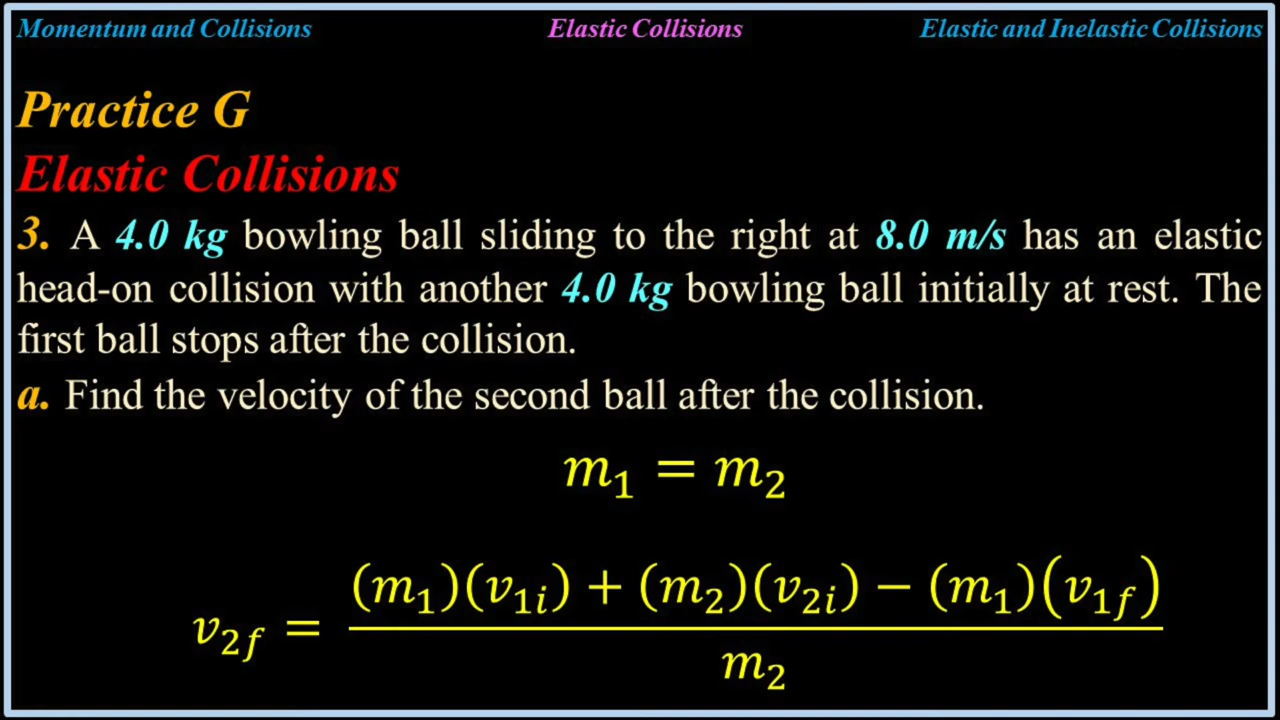 Momentum and Collisions Elastic Collisions Elastic and Inelastic Collisions
Practice G
Elastic Collisions
3. A 4.0 kg bowling ball sliding to the right at 8.0 m/s has an elastic
head-on collision with another 4.0 kg bowling ball initially at rest. The
first ball stops after the collision.
a. Find the velocity of the second ball after the collision.
m₁ = m₂
v₂f = (m₁)(v₁ᵢ) + (m₂)(v₂ᵢ) − (m₁)(v₁f)
m₂